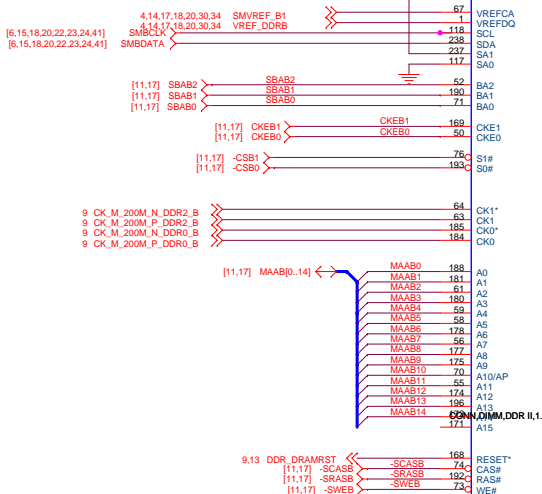 4,14,17,18,20,30,34 SMVREF_B1 67 VREFCA
4,14,17,18,20,30,34 VREF_DDRB 1 VREFDQ
[6,15,18,20,22,23,24,41] SMBCLK 118 SCL
[6,15,18,20,22,23,24,41] SMBDATA 238 SDA
237 SA1
117 SA0
[11,17] SBAB2 SBAB2 52 BA2
[11,17] SBAB1 SBAB1 190 BA1
[11,17] SBAB0 SBAB0 71 BA0
[11,17] CKEB1 CKEB1 169 CKE1
[11,17] CKEB0 CKEB0 50 CKE0
[11,17] -CSB1 76 S1#
[11,17] -CSB0 193 S0#
9 CK_M_200M_N_DDR2_B 64 CK1*
9 CK_M_200M_P_DDR2_B 63 CK1
9 CK_M_200M_N_DDR0_B 185 CK0*
9 CK_M_200M_P_DDR0_B 184 CK0
[11,17] MAAB[0..14] MAAB0 188 A0
MAAB1 181 A1
MAAB2 61 A2
MAAB3 180 A3
MAAB4 59 A4
MAAB5 58 A5
MAAB6 178 A6
MAAB7 56 A7
MAAB8 177 A8
MAAB9 175 A9
MAAB10 70 A10/AP
MAAB11 55 A11
MAAB12 174 A12
MAAB13 196 A13
MAAB14 CONN,DIMM,DDR II,1.
171 A15
9,13 DDR_DRAMRST 168 RESET*
[11,17] -SCASB -SCASB 74 CAS#
[11,17] -SRASB -SRASB 192 RAS#
[11,17] -SWEB -SWEB 73 WE#